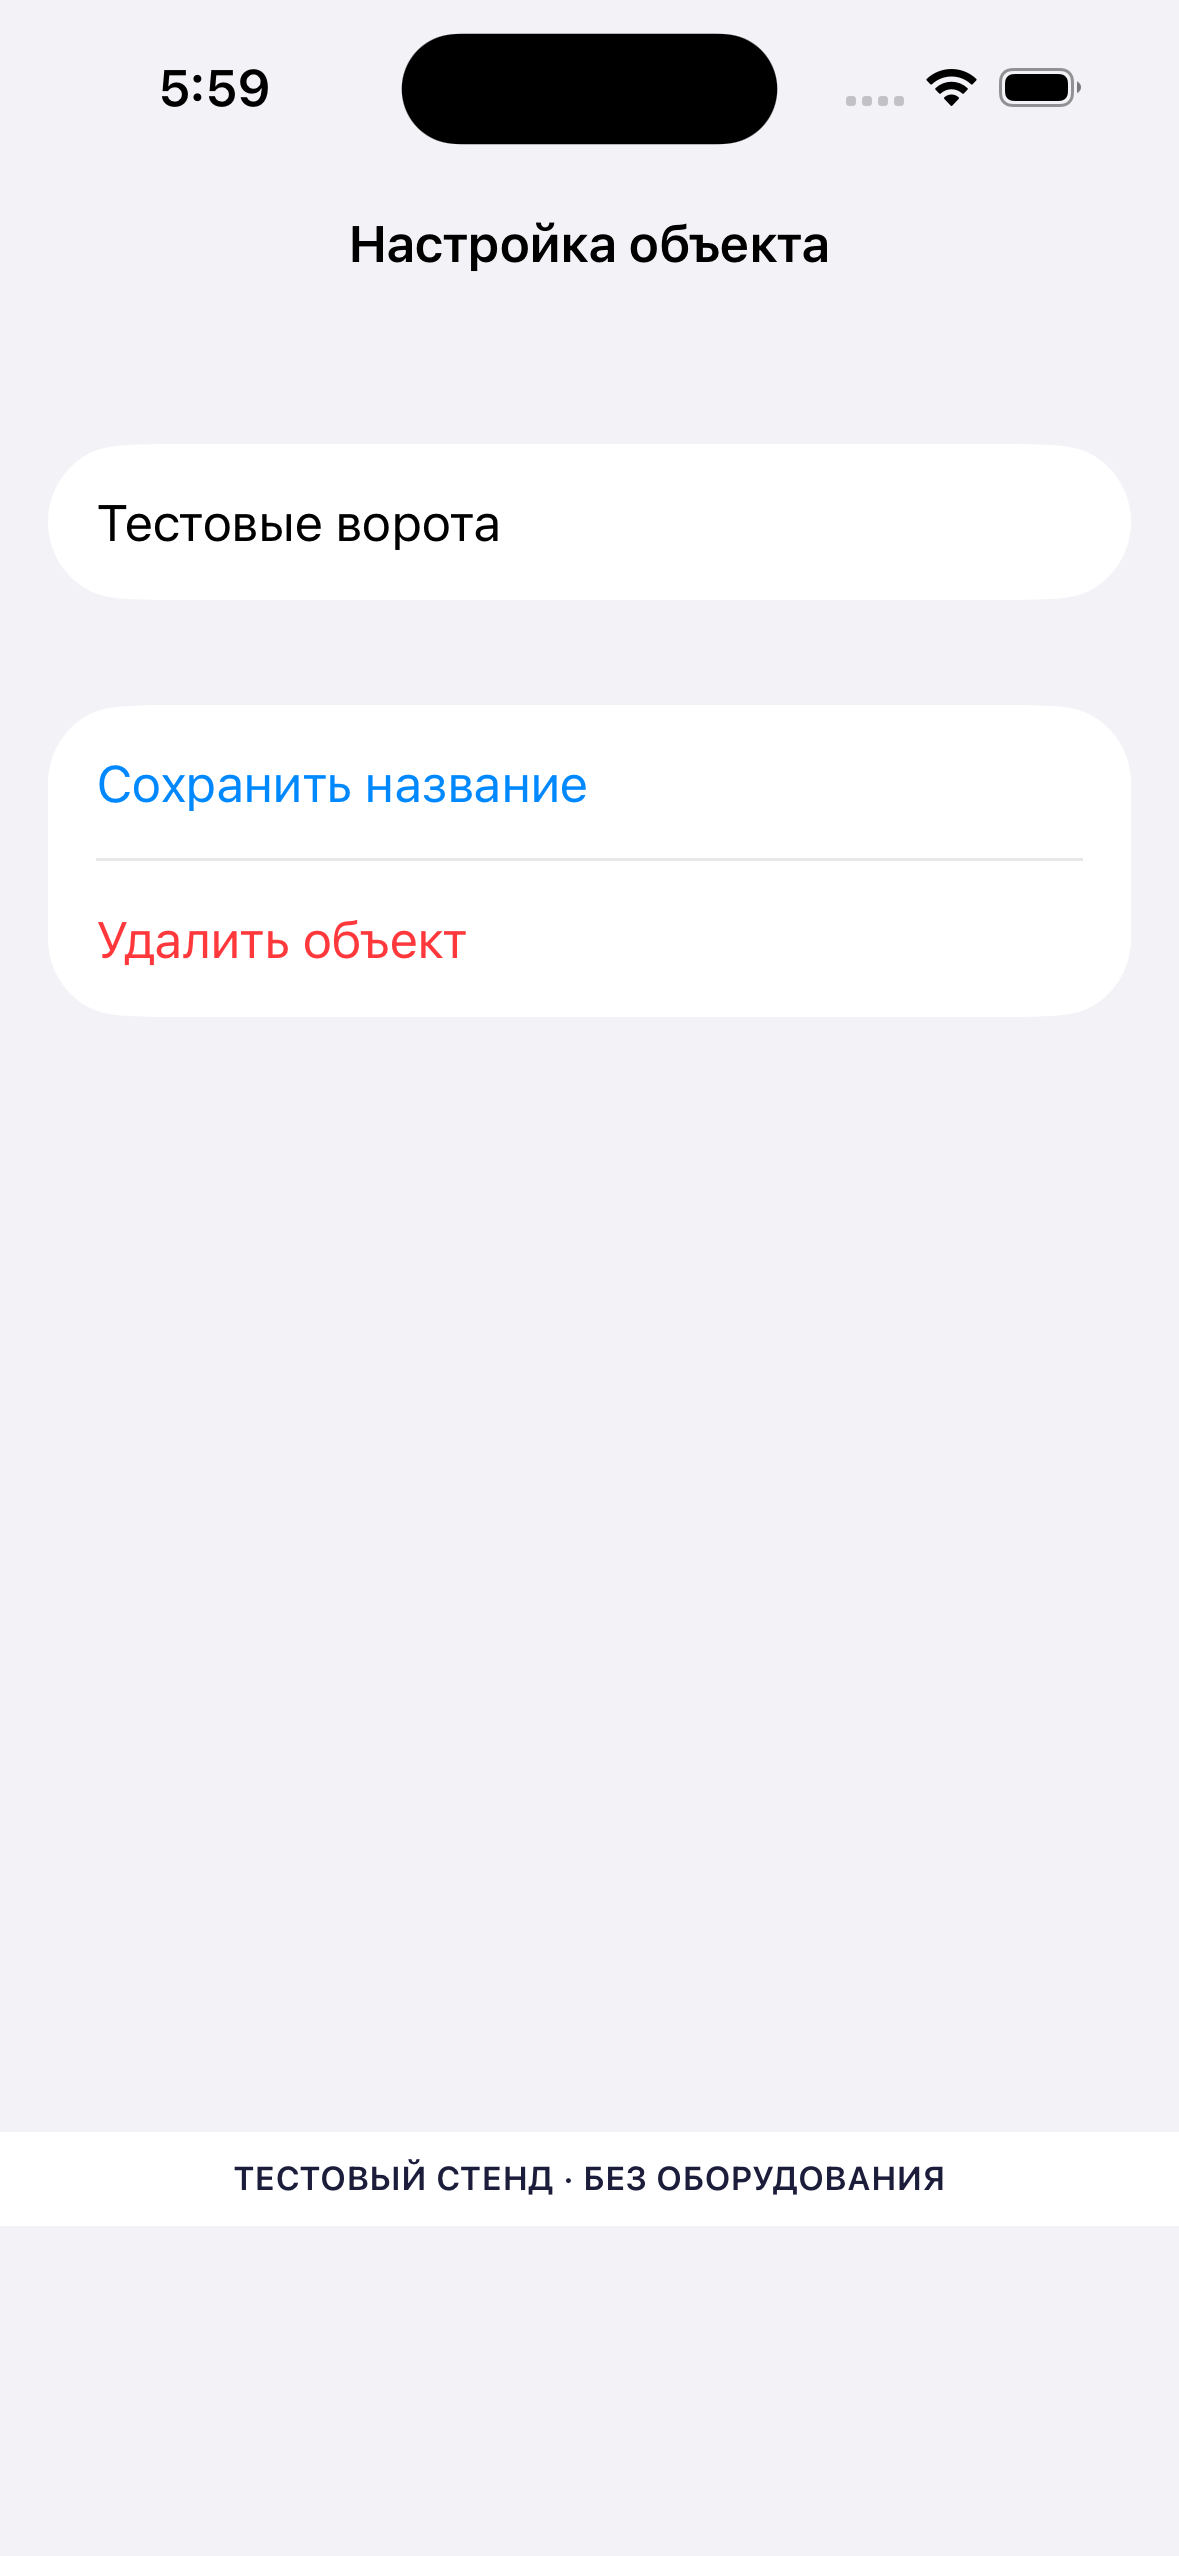 5:59
Настройка объекта
Тестовые ворота
Сохранить название
Удалить объект
ТЕСТОВЫЙ СТЕНД · БЕЗ ОБОРУДОВАНИЯ